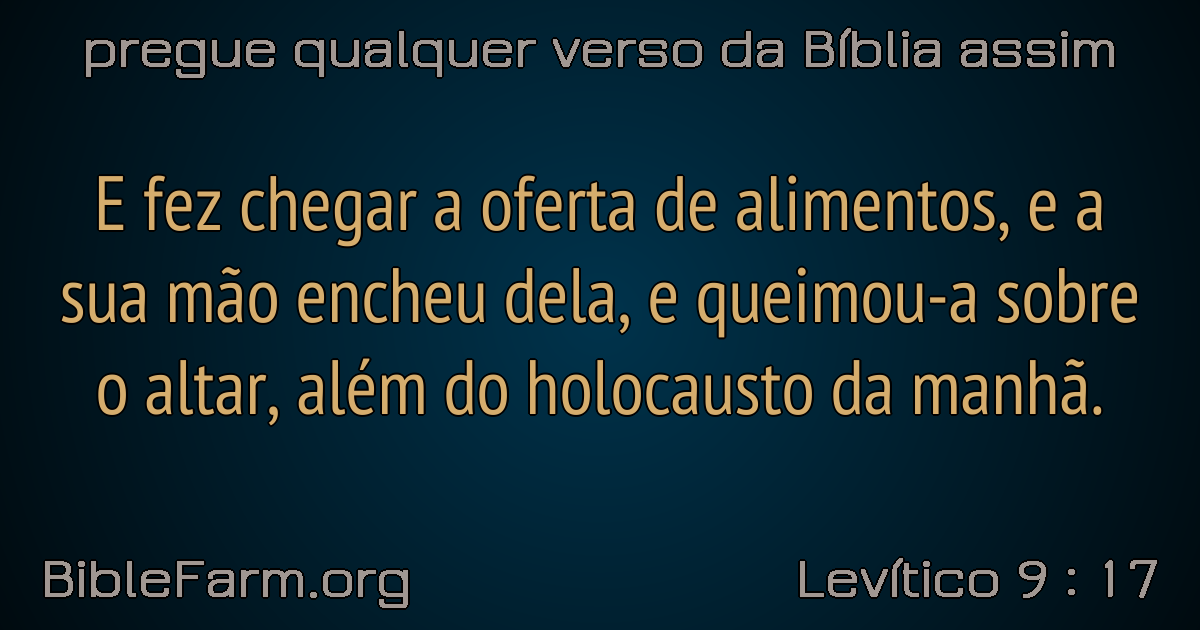 pregue qualquer verso da Bíblia assim
E fez chegar a oferta de alimentos, e a
sua mão encheu dela, e queimou-a sobre
o altar, além do holocausto da manhã.
BibleFarm.org
Levítico 9 : 17